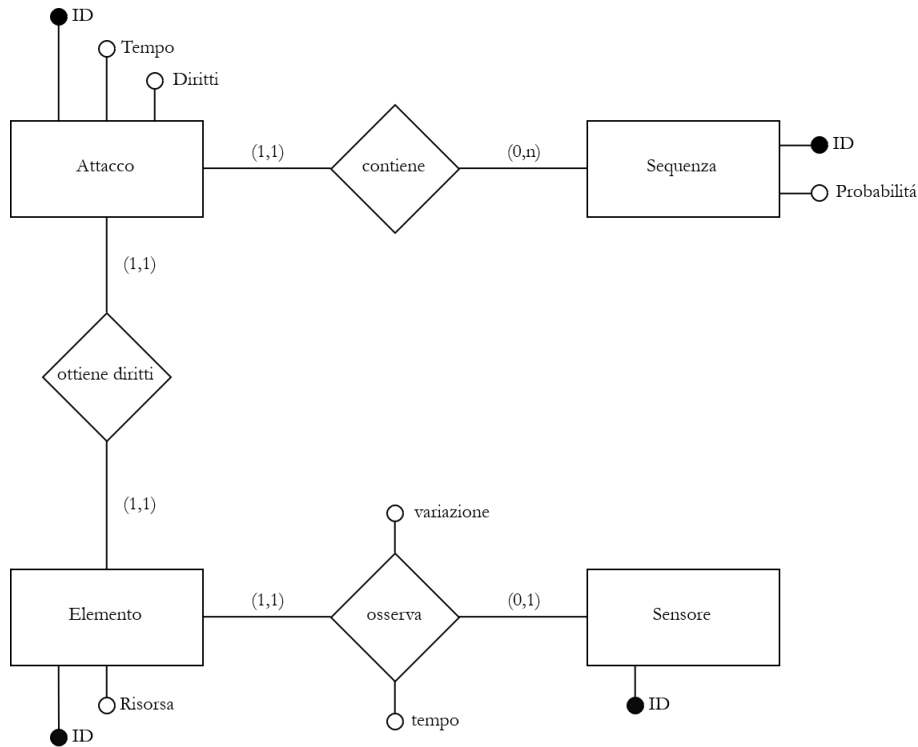 ID
Tempo
Diritti
Attacco
(1,1)
contiene
(0,n)
Sequenza
ID
Probabilitá
(1,1)
ottiene diritti
(1,1)
variazione
Elemento
(1,1)
osserva
(0,1)
Sensore
Risorsa
ID
tempo
ID